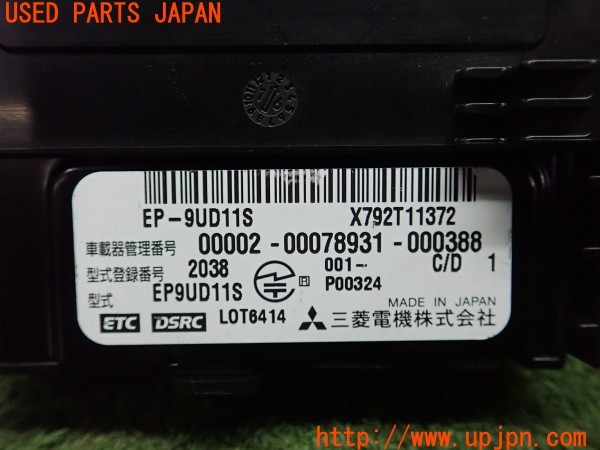 USED PARTS JAPAN
EP-9UD11S X792T11372
車載器管理番号 00002-00078931-000388
型式登録番号 2038 001- C/D 1
型式 EP9UD11S R P00324
MADE IN JAPAN
ETC DSRC LOT6414 三菱電機株式会社
http://www.upjpn.com/